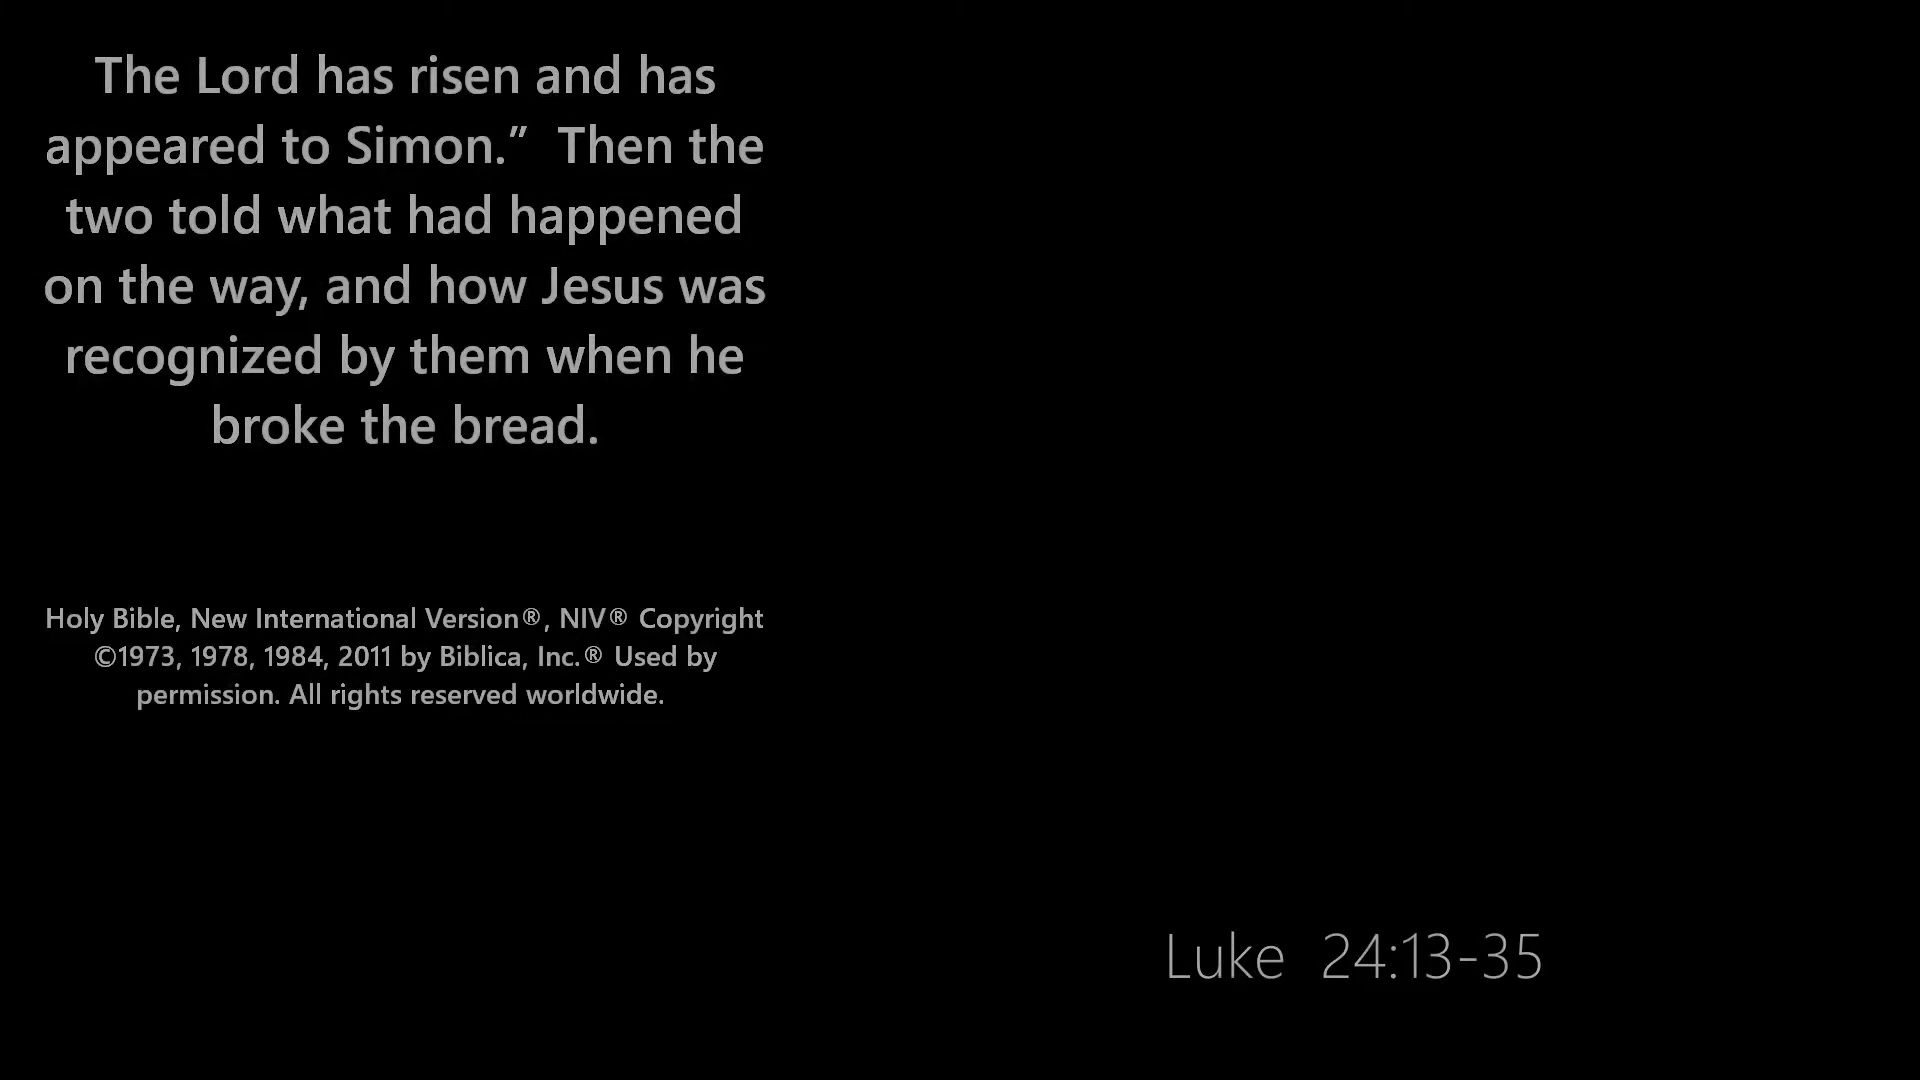 The Lord has risen and has
appeared to Simon.”  Then the
two told what had happened
on the way, and how Jesus was
recognized by them when he
broke the bread.
Holy Bible, New International Version®, NIV® Copyright
©1973, 1978, 1984, 2011 by Biblica, Inc.® Used by
permission. All rights reserved worldwide.
Luke  24:13-35